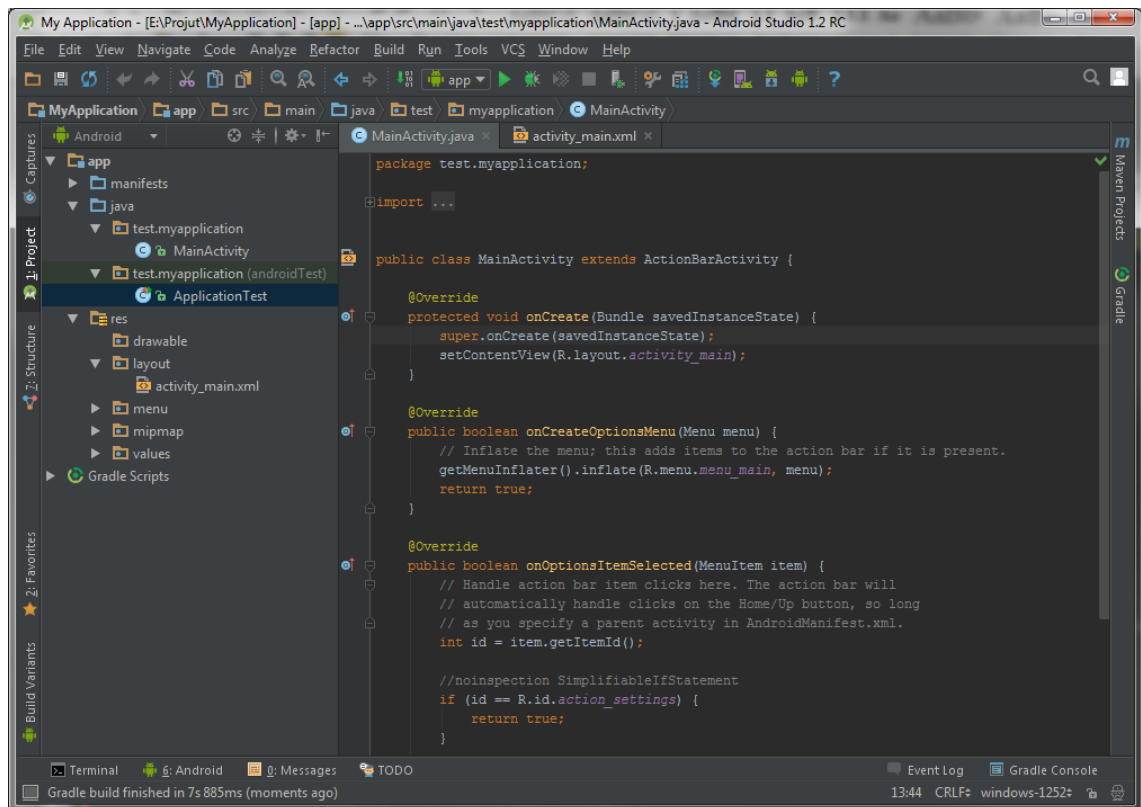 My Application - [E:\Projut\MyApplication] - [app] - ...\app\src\main\java\test\myapplication\MainActivity.java - Android Studio 1.2 RC
File Edit View Navigate Code Analyze Refactor Build Run Tools VCS Window Help
app
MyApplication app src main java test myapplication MainActivity
Android
MainActivity.java activity_main.xml
Captures
1: Project
7: Structure
2: Favorites
Build Variants
app
manifests
java
test.myapplication
MainActivity
test.myapplication (androidTest)
ApplicationTest
res
drawable
layout
activity_main.xml
menu
mipmap
values
Gradle Scripts
package test.myapplication;
import ...
public class MainActivity extends ActionBarActivity {
@Override
protected void onCreate(Bundle savedInstanceState) {
super.onCreate(savedInstanceState);
setContentView(R.layout.activity_main);
}
@Override
public boolean onCreateOptionsMenu(Menu menu) {
// Inflate the menu; this adds items to the action bar if it is present.
getMenuInflater().inflate(R.menu.menu_main, menu);
return true;
}
@Override
public boolean onOptionsItemSelected(MenuItem item) {
// Handle action bar item clicks here. The action bar will
// automatically handle clicks on the Home/Up button, so long
// as you specify a parent activity in AndroidManifest.xml.
int id = item.getItemId();
//noinspection SimplifiableIfStatement
if (id == R.id.action_settings) {
return true;
}
m Maven Projects
Gradle
Terminal 6: Android 0: Messages TODO Event Log Gradle Console
Gradle build finished in 7s 885ms (moments ago) 13:44 CRLF windows-1252